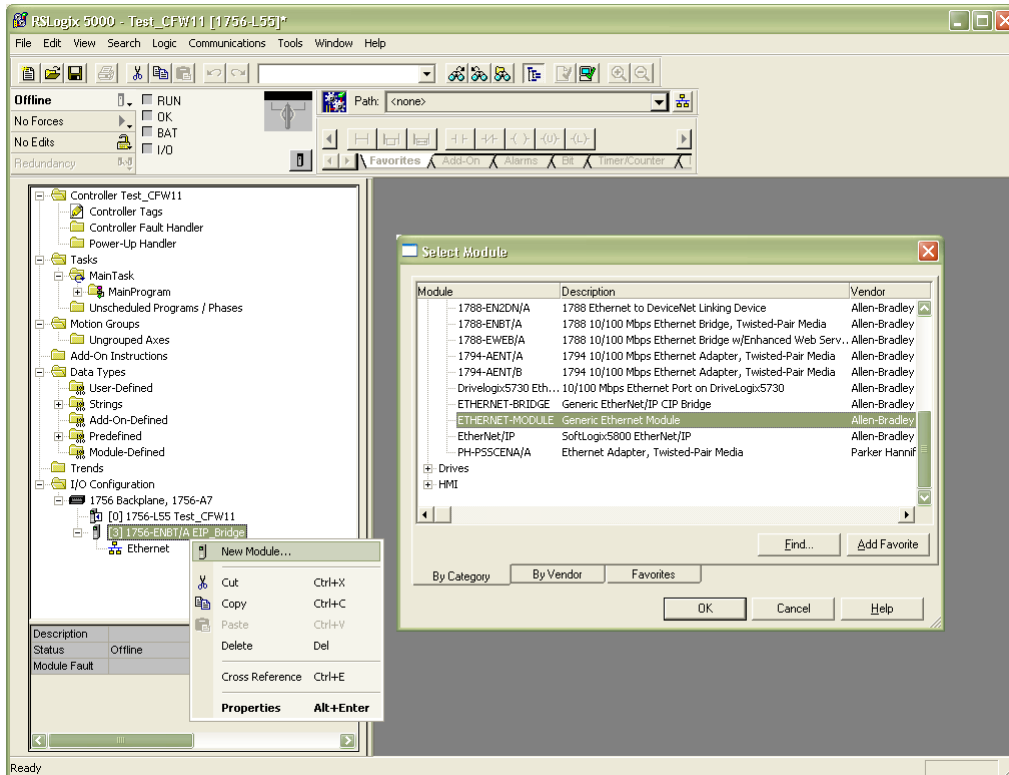 RSLogix 5000 - Test_CFW11 [1756-L55]*
File Edit View Search Logic Communications Tools Window Help
Offline
RUN
Path: <none>
No Forces
OK
No Edits
BAT
Redundancy
I/O
Favorites Add-On Alarms Bit Timer/Counter
Controller Test_CFW11
Controller Tags
Controller Fault Handler
Power-Up Handler
Tasks
MainTask
MainProgram
Unscheduled Programs / Phases
Motion Groups
Ungrouped Axes
Add-On Instructions
Data Types
User-Defined
Strings
Add-On-Defined
Predefined
Module-Defined
Trends
I/O Configuration
1756 Backplane, 1756-A7
[0] 1756-L55 Test_CFW11
[3] 1756-ENBT/A EIP_Bridge
Ethernet
New Module...
Cut Ctrl+X
Copy Ctrl+C
Paste Ctrl+V
Delete Del
Cross Reference Ctrl+E
Properties Alt+Enter
Description
Status Offline
Module Fault
Select Module
Module Description Vendor
1788-EN2DN/A 1788 Ethernet to DeviceNet Linking Device Allen-Bradley
1788-ENBT/A 1788 10/100 Mbps Ethernet Bridge, Twisted-Pair Media Allen-Bradley
1788-EWEB/A 1788 10/100 Mbps Ethernet Bridge w/Enhanced Web Serv... Allen-Bradley
1794-AENT/A 1794 10/100 Mbps Ethernet Adapter, Twisted-Pair Media Allen-Bradley
1794-AENT/B 1794 10/100 Mbps Ethernet Adapter, Twisted-Pair Media Allen-Bradley
Drivelogix5730 Eth... 10/100 Mbps Ethernet Port on DriveLogix5730 Allen-Bradley
ETHERNET-BRIDGE Generic EtherNet/IP CIP Bridge Allen-Bradley
ETHERNET-MODULE Generic Ethernet Module Allen-Bradley
EtherNet/IP SoftLogix5800 EtherNet/IP Allen-Bradley
PH-PSSCENA/A Ethernet Adapter, Twisted-Pair Media Parker Hannif
Drives
HMI
Find... Add Favorite
By Category By Vendor Favorites
OK Cancel Help
Ready